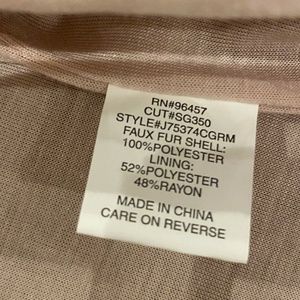 RN#96457
CUT#SG350
STYLE#J75374CGRM
FAUX FUR SHELL:
100%POLYESTER
LINING:
52%POLYESTER
48%RAYON
MADE IN CHINA
CARE ON REVERSE